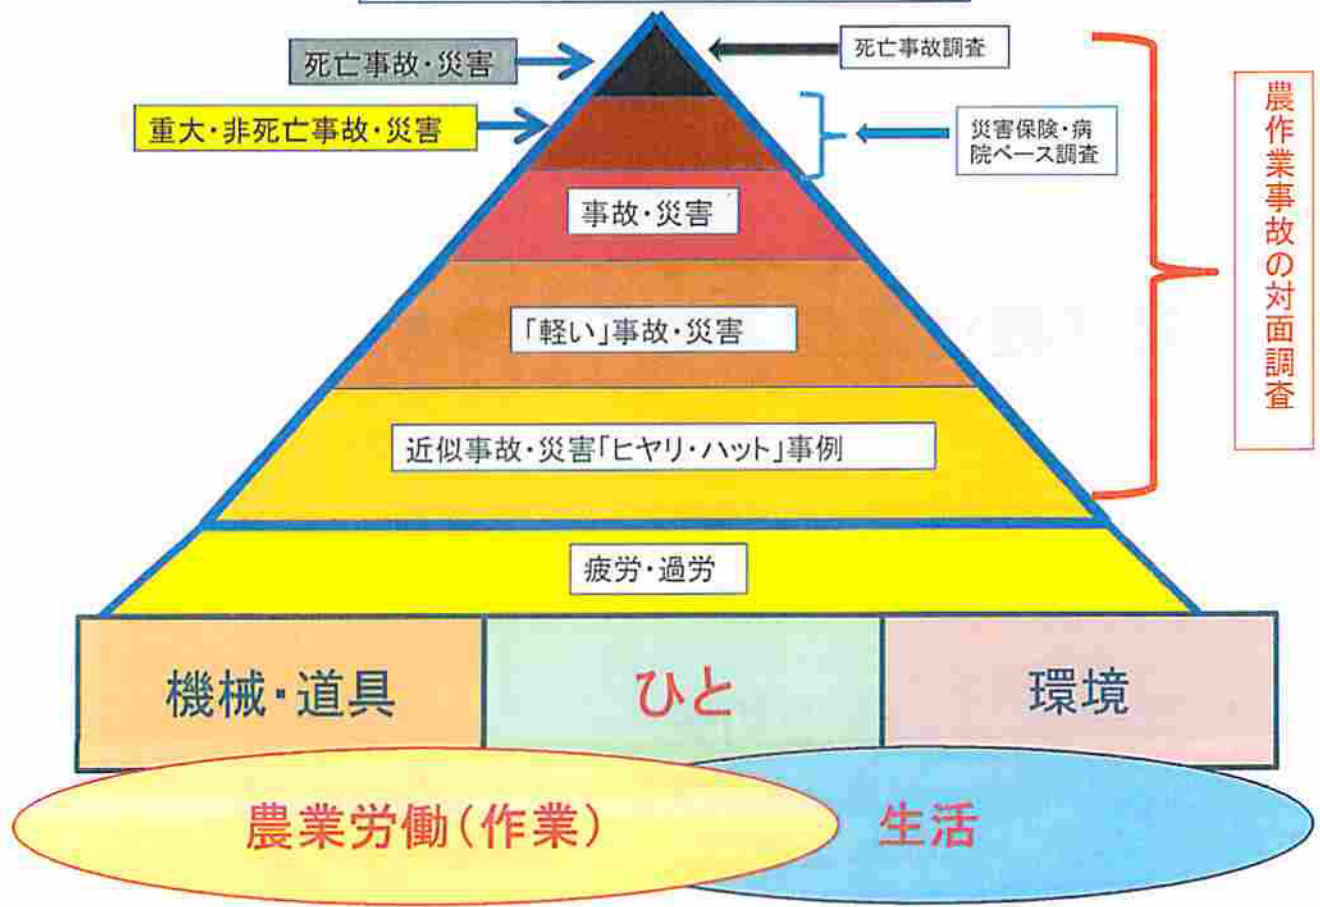 死亡事故・災害
死亡事故調査
重大・非死亡事故・災害
災害保険・病
院ベース調査
農作業事故の対面調査
事故・災害
「軽い」事故・災害
近似事故・災害「ヒヤリ・ハット」事例
疲労・過労
機械・道具
ひと
環境
農業労働(作業)
生活